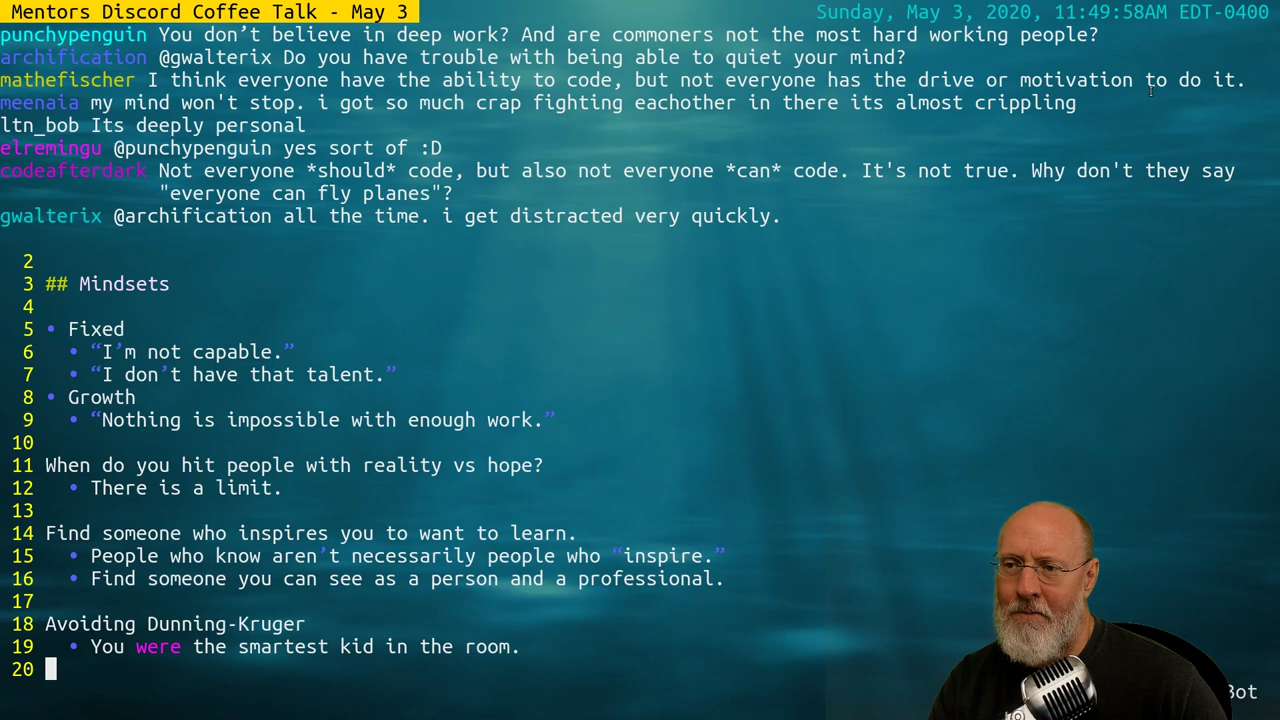 Mentors Discord Coffee Talk - May 3
Sunday, May 3, 2020, 11:49:58AM EDT-0400
punchypenguin You don’t believe in deep work? And are commoners not the most hard working people?
archification @gwalterix Do you have trouble with being able to quiet your mind?
mathefischer I think everyone have the ability to code, but not everyone has the drive or motivation to do it.
meenaia my mind won't stop. i got so much crap fighting eachother in there its almost crippling
ltn_bob Its deeply personal
elremingu @punchypenguin yes sort of :D
codeafterdark Not everyone *should* code, but also not everyone *can* code. It's not true. Why don't they say
"everyone can fly planes"?
gwalterix @archification all the time. i get distracted very quickly.
2
3 ## Mindsets
4
5 • Fixed
6 • “I’m not capable.”
7 • “I don’t have that talent.”
8 • Growth
9 • “Nothing is impossible with enough work.”
10
11 When do you hit people with reality vs hope?
12 • There is a limit.
13
14 Find someone who inspires you to want to learn.
15 • People who know aren’t necessarily people who “inspire.”
16 • Find someone you can see as a person and a professional.
17
18 Avoiding Dunning-Kruger
19 • You were the smartest kid in the room.
20
Bot